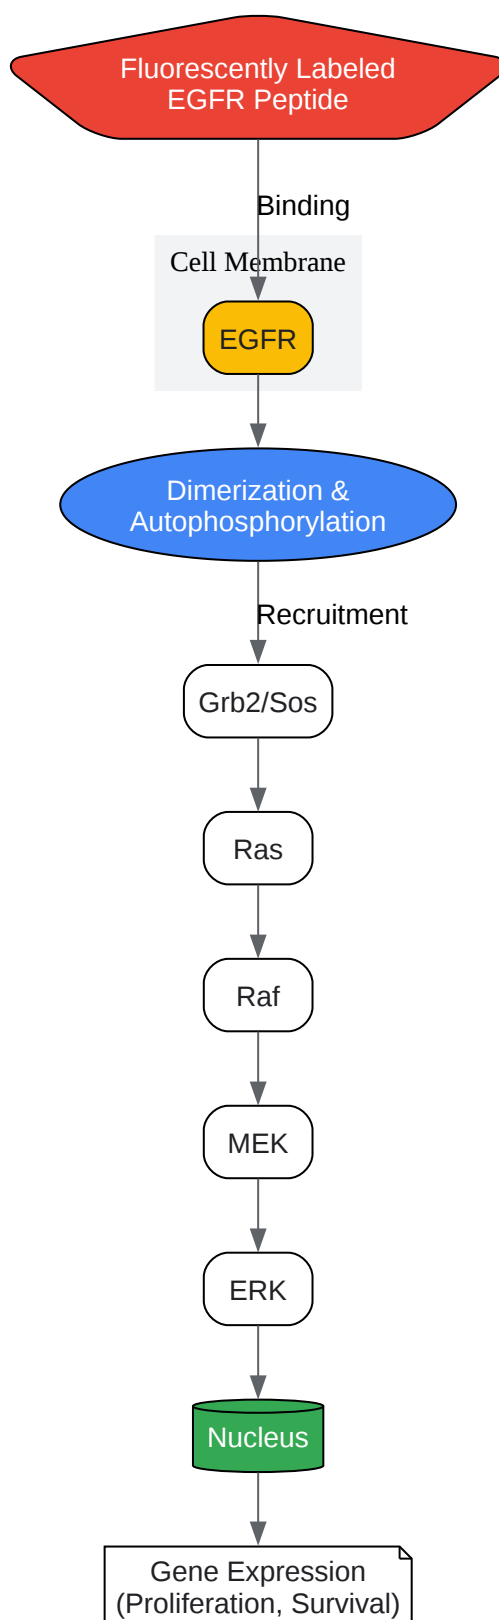 Fluorescently Labeled
EGFR Peptide
Binding
Cell Membrane
EGFR
Dimerization &
Autophosphorylation
Recruitment
Grb2/Sos
Ras
Raf
MEK
ERK
Nucleus
Gene Expression
(Proliferation, Survival)